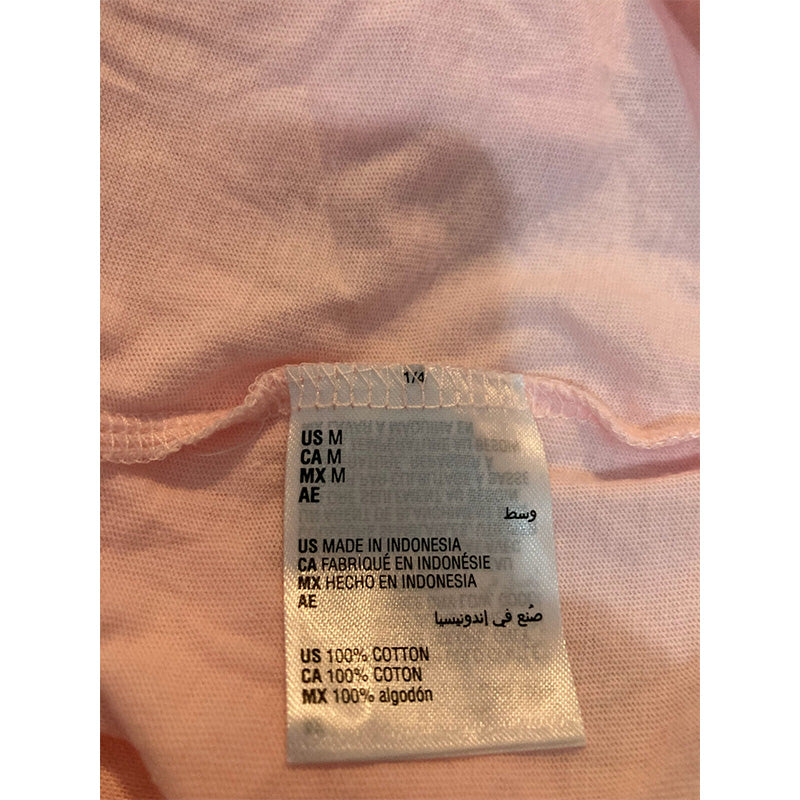 1/4
US M
CA M
MX M
AE
وسط
US MADE IN INDONESIA
CA FABRIQUÉ EN INDONÉSIE
MX HECHO EN INDONESIA
AE
صُنع في إندونيسيا
US 100% COTTON
CA 100% COTON
MX 100% algodón